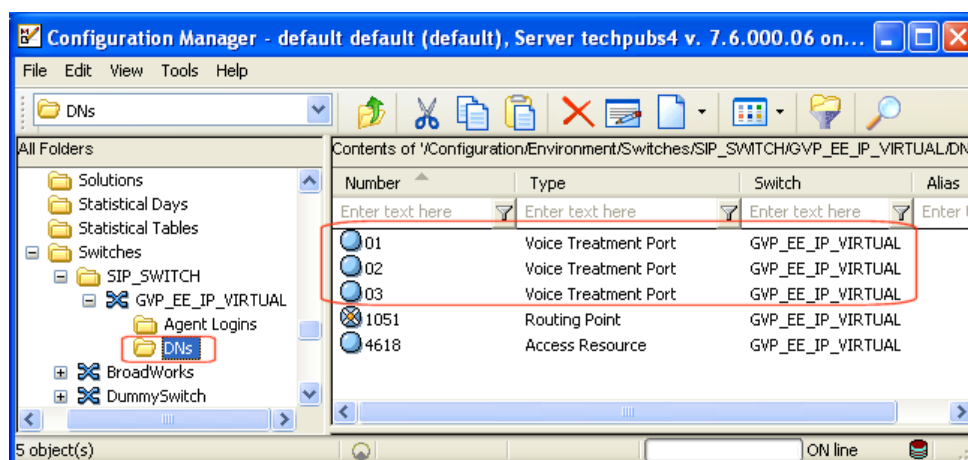 Configuration Manager - default default (default), Server techpubs4 v. 7.6.000.06 on...
File Edit View Tools Help
DNs
All Folders
Contents of '/Configuration/Environment/Switches/SIP_SWITCH/GVP_EE_IP_VIRTUAL/DN
Solutions
Statistical Days
Statistical Tables
Switches
SIP_SWITCH
GVP_EE_IP_VIRTUAL
Agent Logins
DNs
BroadWorks
DummySwitch
Number Type Switch Alias
Enter text here Enter text here Enter text here Enter
01 Voice Treatment Port GVP_EE_IP_VIRTUAL
02 Voice Treatment Port GVP_EE_IP_VIRTUAL
03 Voice Treatment Port GVP_EE_IP_VIRTUAL
1051 Routing Point GVP_EE_IP_VIRTUAL
4618 Access Resource GVP_EE_IP_VIRTUAL
5 object(s)
ON line